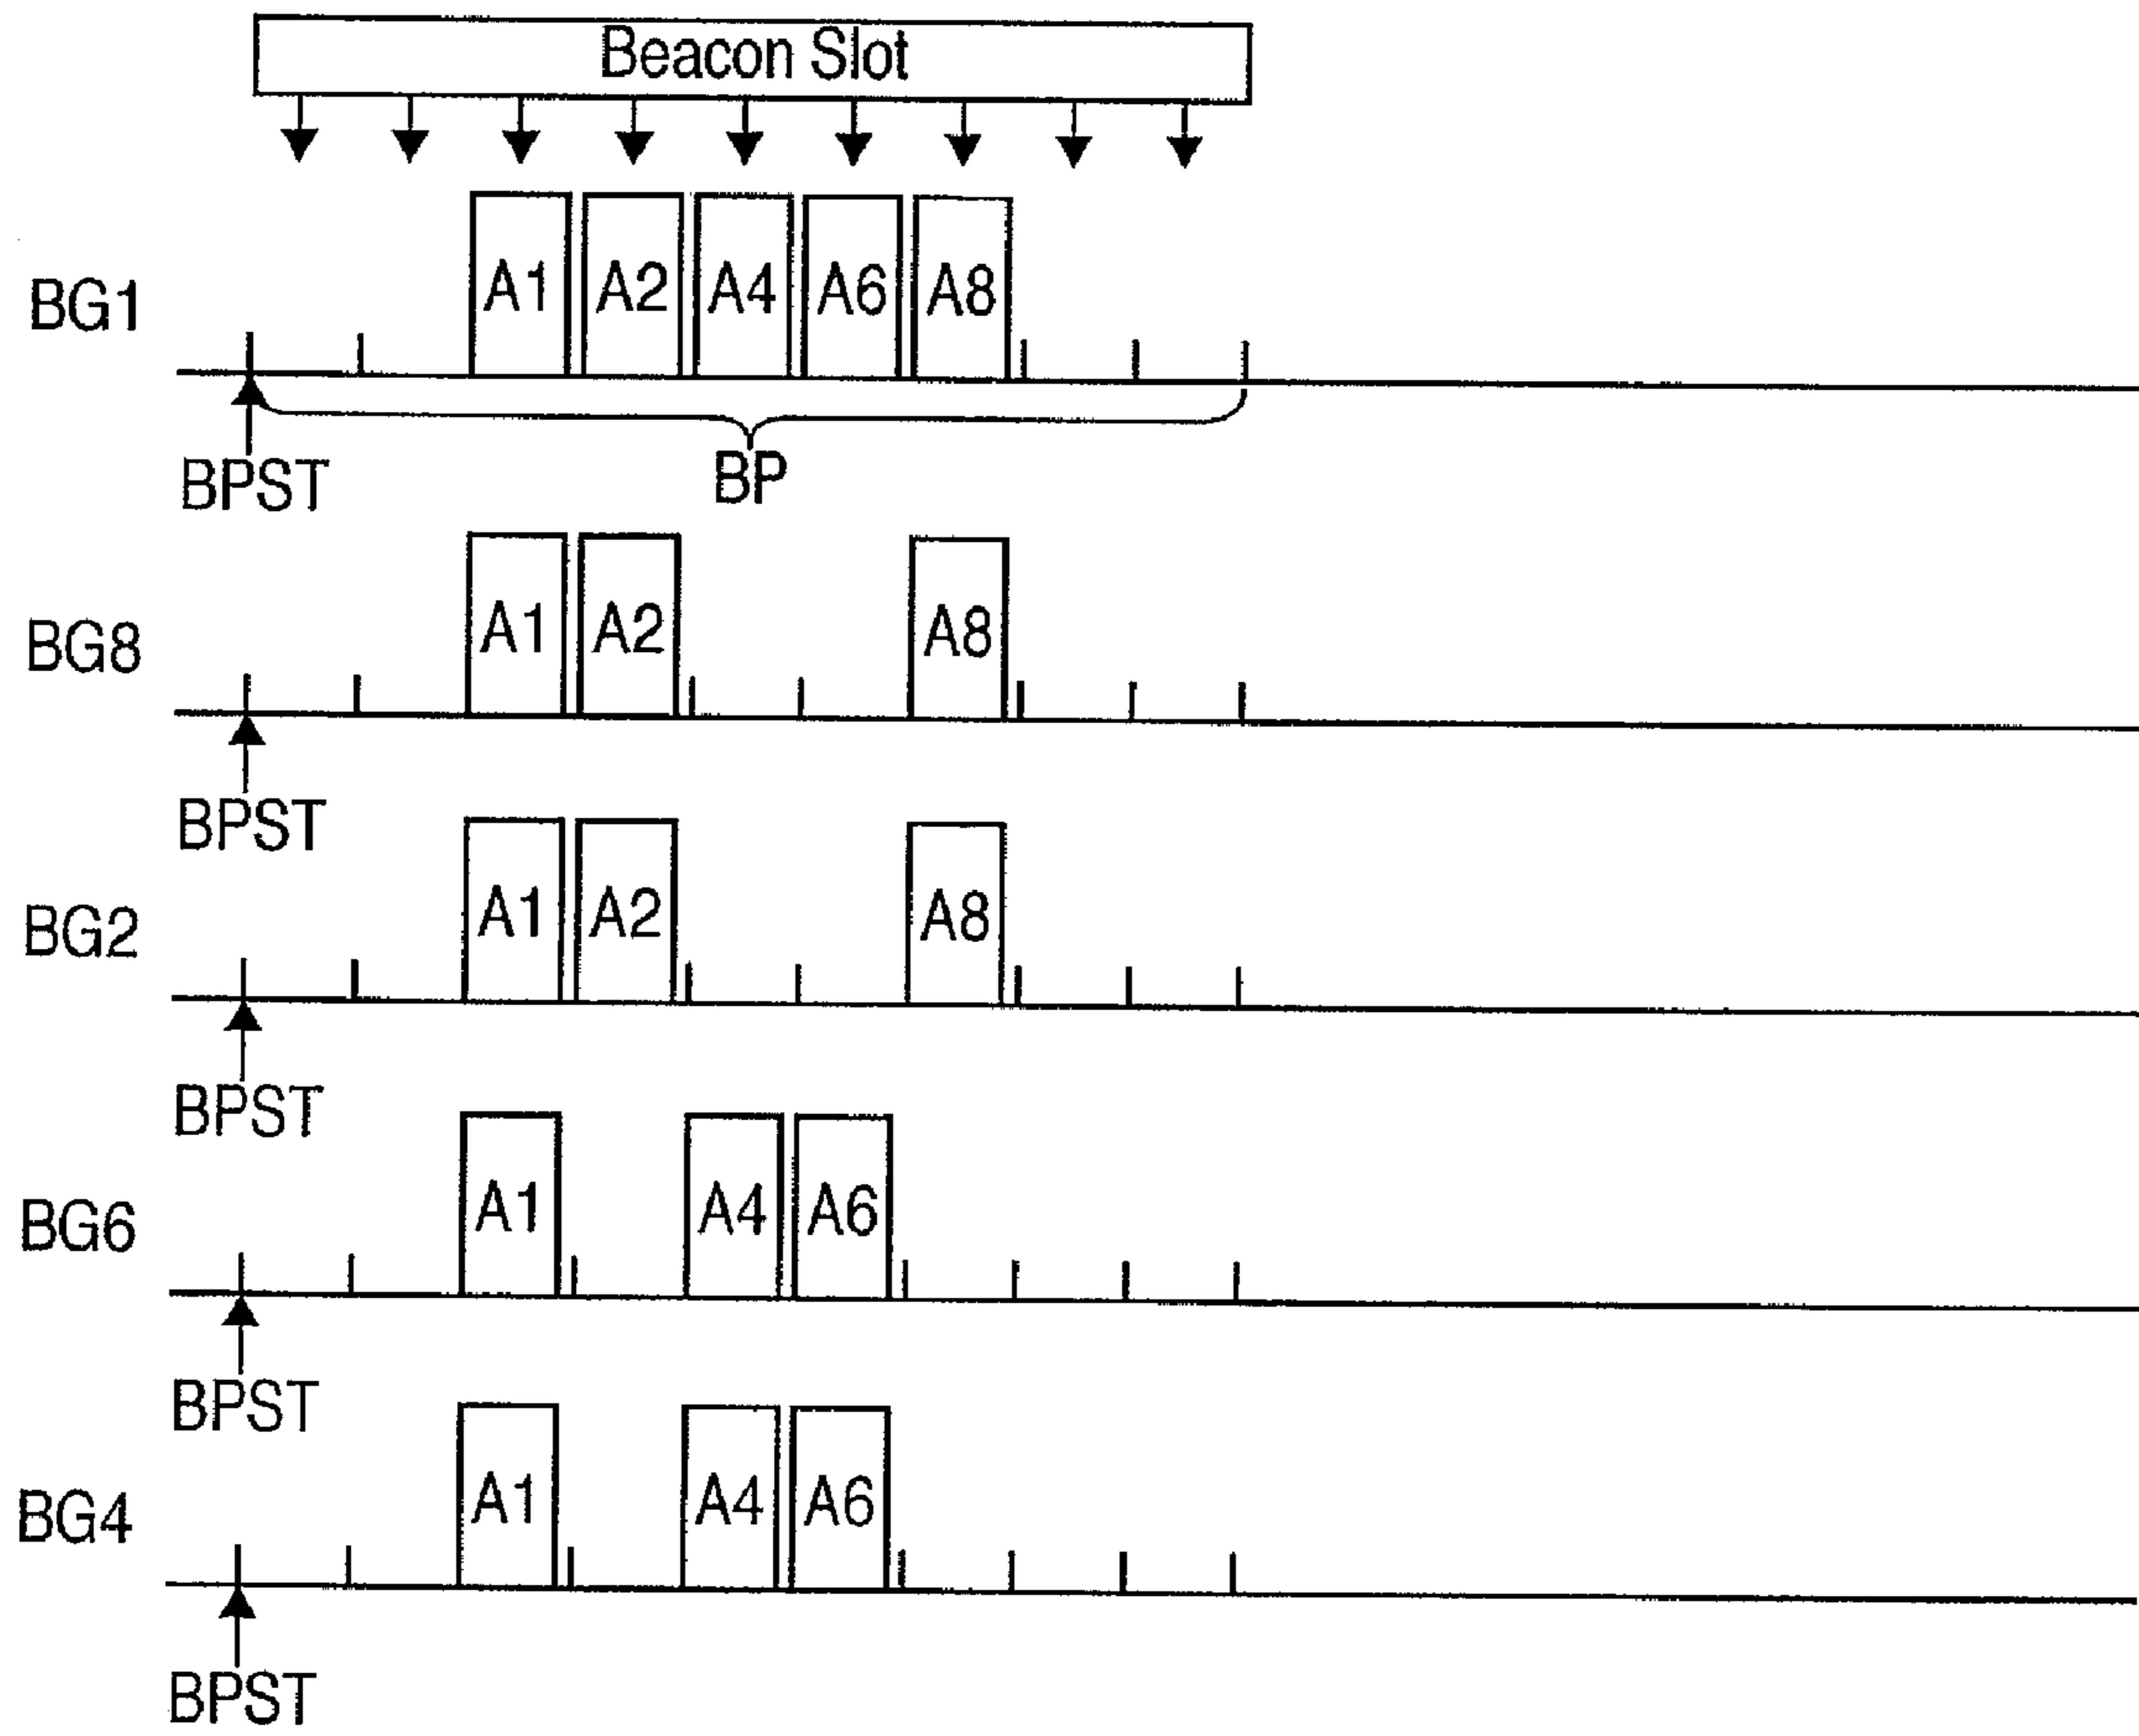 Beacon Slot
BG1 A1 A2 A4 A6 A8
BPST BP
BG8 A1 A2 A8
BPST
BG2 A1 A2 A8
BPST
BG6 A1 A4 A6
BPST
BG4 A1 A4 A6
BPST